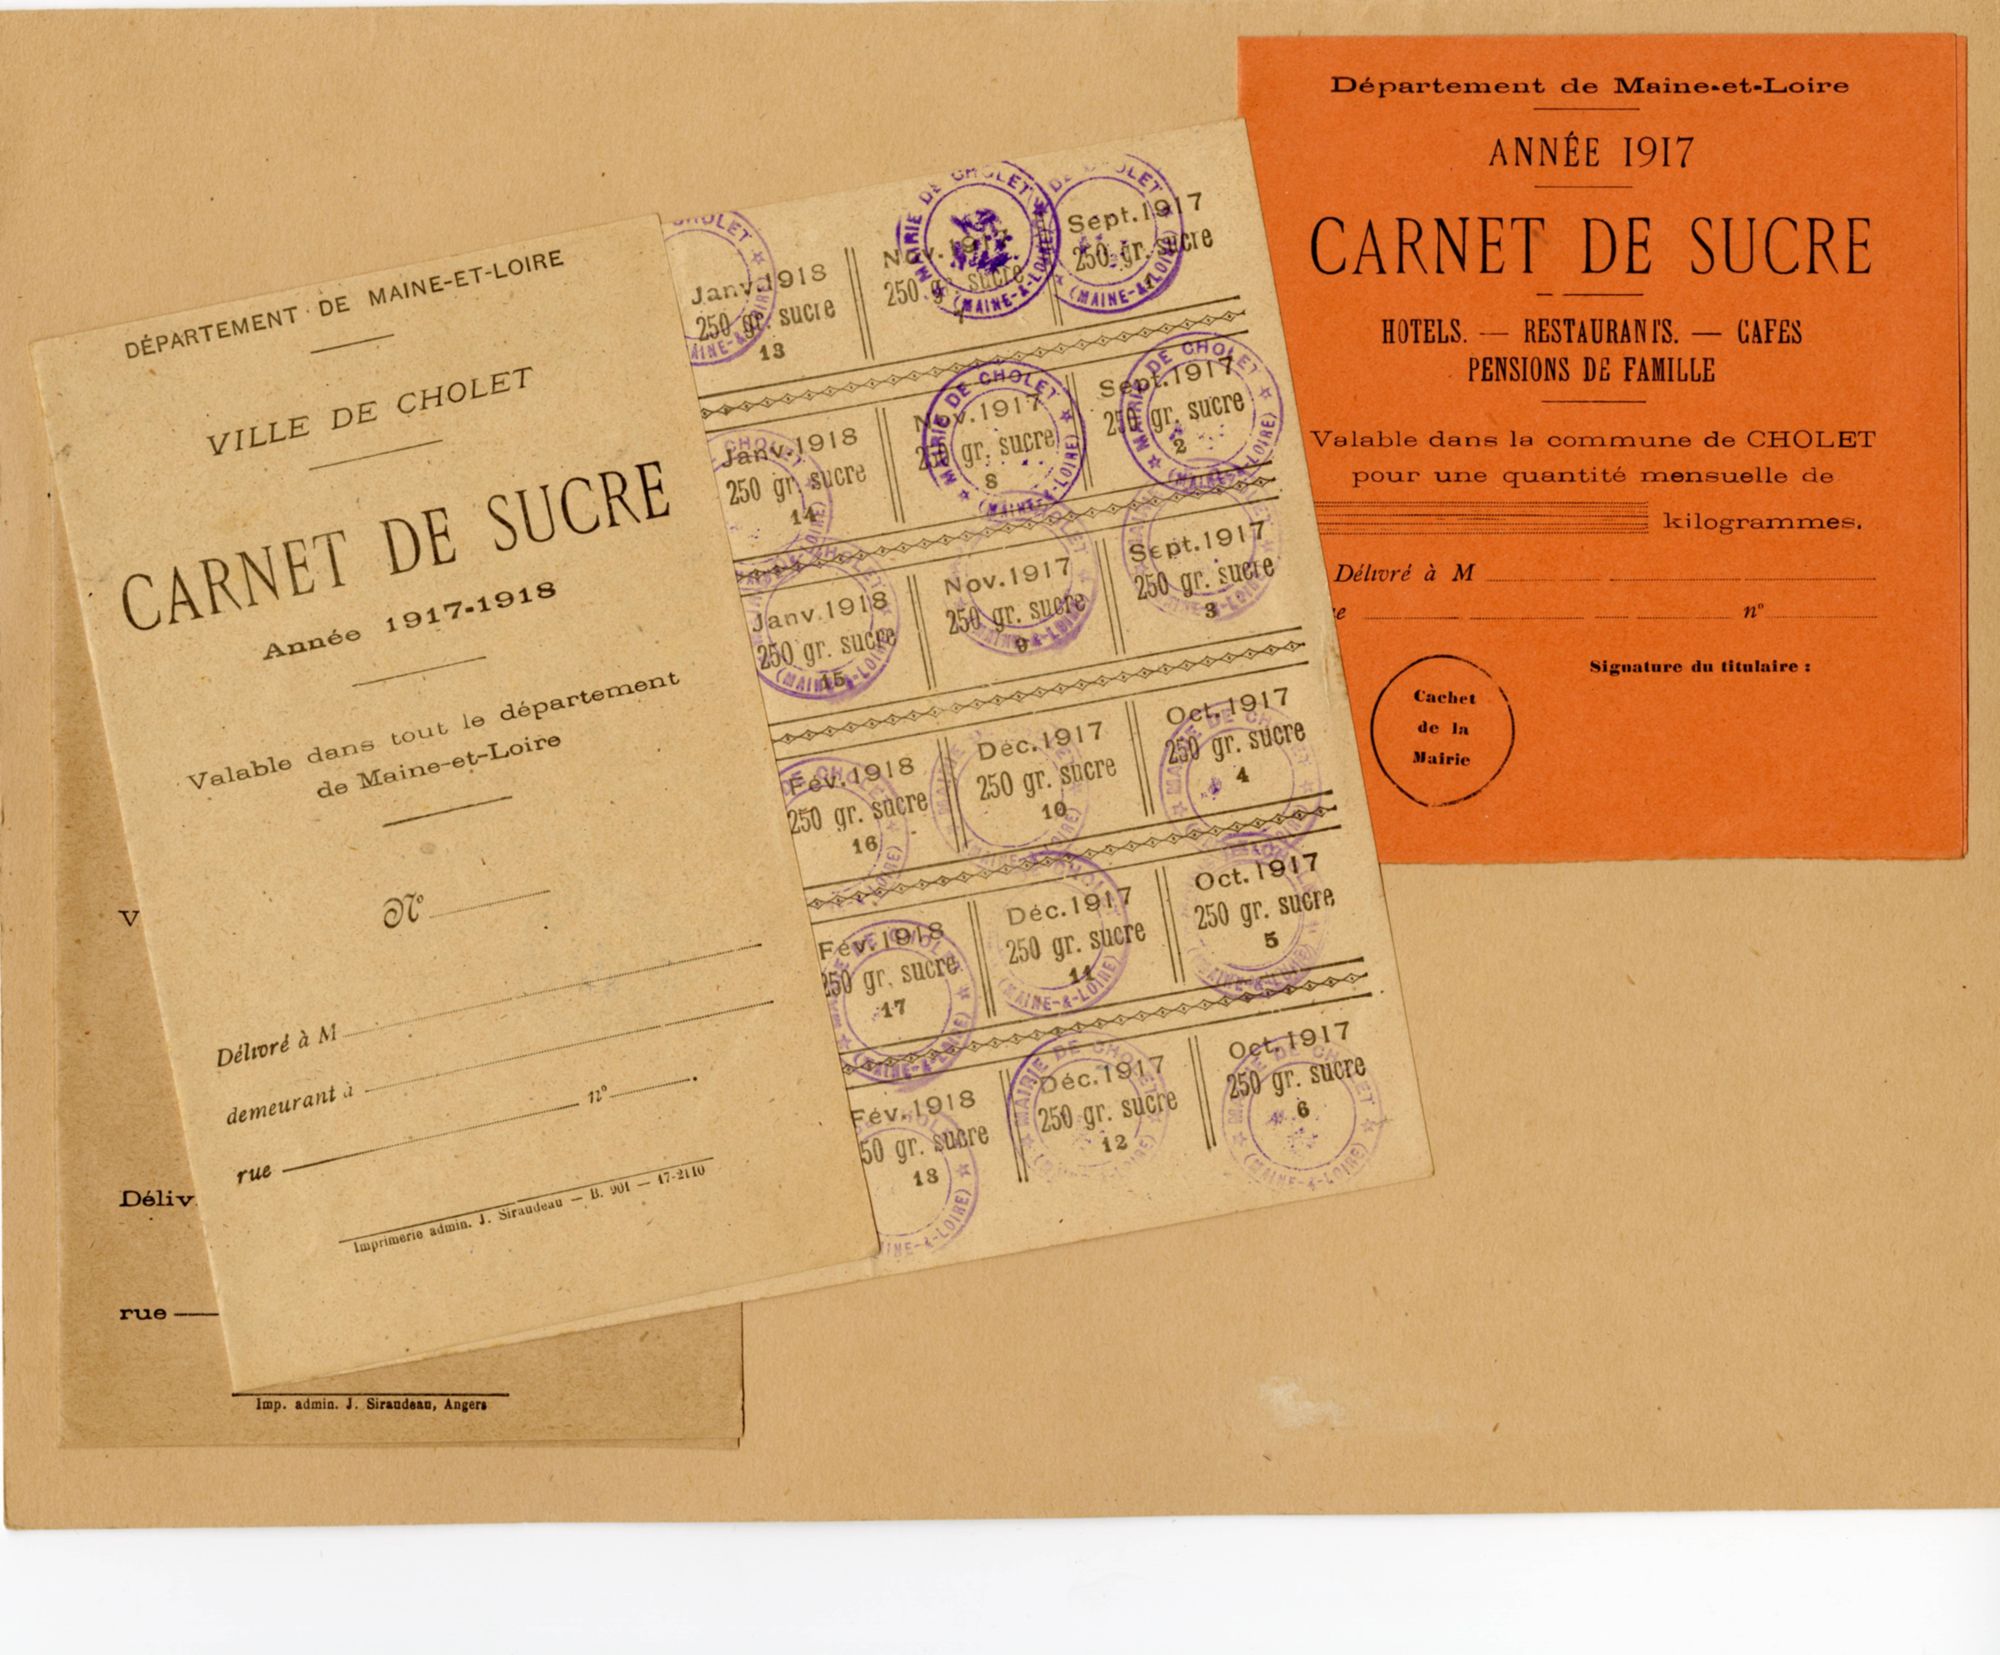 DÉPARTEMENT DE MAINE-ET-LOIRE
VILLE DE CHOLET
CARNET DE SUCRE
Année 1917-1918
Valable dans tout le département
de Maine-et-Loire
N°
Délivré à M
demeurant à
rue n°
Imprimerie admin. J. Siraudeau — B. 901 — 17-2110
V
Déliv
rue
Imp. admin. J. Siraudeau, Angers
Janv. 1918
250 gr. sucre
13
Nov. 1917
250 gr. sucre
7
Sept. 1917
250 gr. sucre
Janv. 1918
250 gr. sucre
14
Nov. 1917
250 gr. sucre
8
Sept. 1917
250 gr. sucre
2
Janv. 1918
250 gr. sucre
15
Nov. 1917
250 gr. sucre
9
Sept. 1917
250 gr. sucre
3
Fév. 1918
250 gr. sucre
16
Déc. 1917
250 gr. sucre
10
Oct. 1917
250 gr. sucre
4
Fév. 1918
250 gr. sucre
17
Déc. 1917
250 gr. sucre
11
Oct. 1917
250 gr. sucre
5
Fév. 1918
50 gr. sucre
18
Déc. 1917
250 gr. sucre
12
Oct. 1917
250 gr. sucre
6
MAIRIE DE CHOLET
(MAINE-&-LOIRE)
Département de Maine-et-Loire
ANNÉE 1917
CARNET DE SUCRE
HOTELS. — RESTAURANTS. — CAFES
PENSIONS DE FAMILLE
Valable dans la commune de CHOLET
pour une quantité mensuelle de
kilogrammes.
Délivré à M
e n°
Signature du titulaire :
Cachet
de la
Mairie